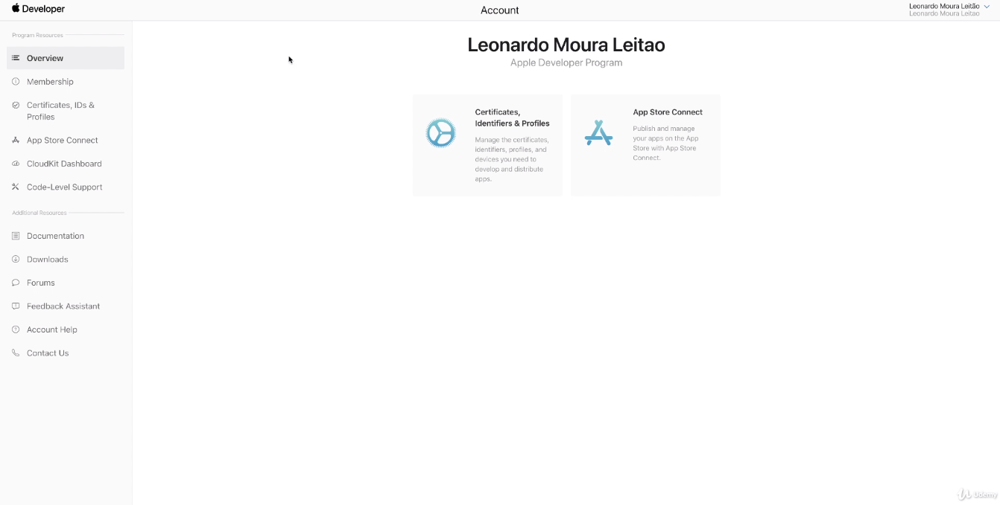 Developer
Account
Leonardo Moura Leitão
Leonardo Moura Leitao
Program Resources
Overview
Membership
Certificates, IDs &
Profiles
App Store Connect
CloudKit Dashboard
Code-Level Support
Additional Resources
Documentation
Downloads
Forums
Feedback Assistant
Account Help
Contact Us
Leonardo Moura Leitao
Apple Developer Program
Certificates,
Identifiers & Profiles
Manage the certificates,
identifiers, profiles, and
devices you need to
develop and distribute
apps.
App Store Connect
Publish and manage
your apps on the App
Store with App Store
Connect.
Udemy